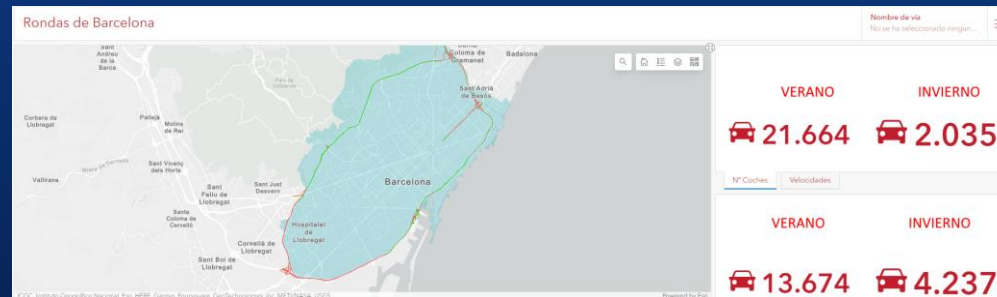 Rondas de Barcelona
Nombre de vía
No se ha seleccionado ningun...
Sant
Andreu
de la
Barca
Coloma de
Gramanet
Badalona
Sant Adrià
de Besòs
Corbera de
Llobregat
Pallejà
Molins
de Rei
Sant Vicenç
dels Horts
Vallirana
Sant
Feliu de
Llobregat
Sant Just
Desvern
Barcelona
Santa
Coloma de
Cervelló
Hospitalet
de
Llobregat
Cornellà de
Llobregat
Sant Boi de
Llobregat
Powered by Esri
VERANO
INVIERNO
21.664
2.035
Nº Coches
Velocidades
VERANO
INVIERNO
13.674
4.237